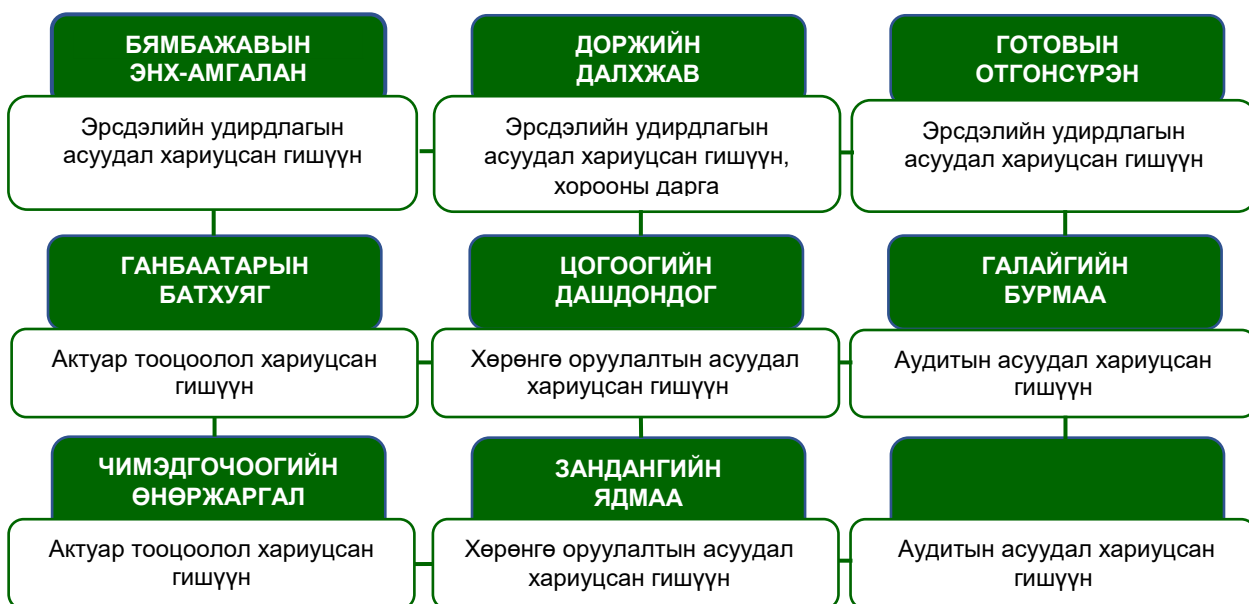 БЯМБАЖАВЫН
ЭНХ-АМГАЛАН
Эрсдэлийн удирдлагын
асуудал хариуцсан гишүүн
ДОРЖИЙН
ДАЛХЖАВ
Эрсдэлийн удирдлагын
асуудал хариуцсан гишүүн,
хорооны дарга
ГОТОВЫН
ОТГОНСҮРЭН
Эрсдэлийн удирдлагын
асуудал хариуцсан гишүүн
ГАНБААТАРЫН
БАТХУЯГ
Актуар тооцоолол хариуцсан
гишүүн
ЦОГООГИЙН
ДАШДОНДОГ
Хөрөнгө оруулалтын асуудал
хариуцсан гишүүн
ГАЛАЙГИЙН
БУРМАА
Аудитын асуудал хариуцсан
гишүүн
ЧИМЭДГОЧООГИЙН
ӨНӨРЖАРГАЛ
Актуар тооцоолол хариуцсан
гишүүн
ЗАНДАНГИЙН
ЯДМАА
Хөрөнгө оруулалтын асуудал
хариуцсан гишүүн
Аудитын асуудал хариуцсан
гишүүн